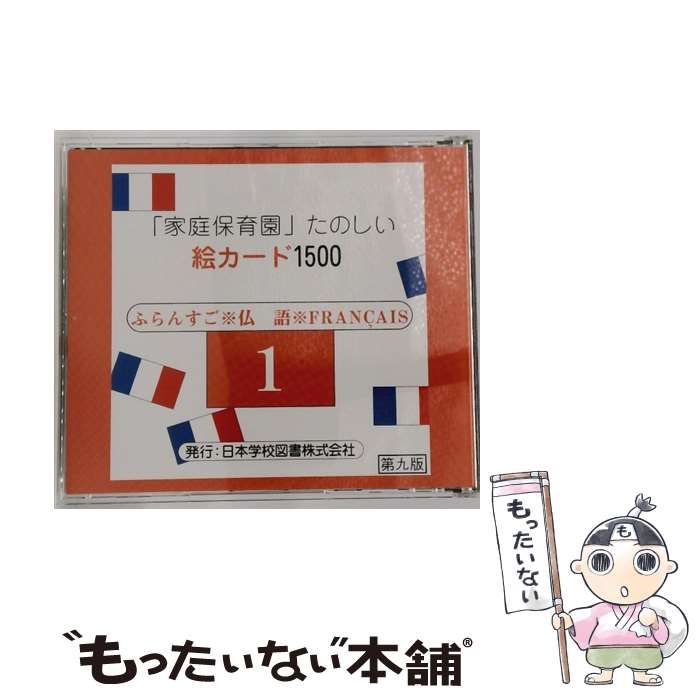 「家庭保育園」たのしい
絵カード1500
ふらんすご※仏 語※FRANÇAIS
1
発行：日本学校図書株式会社
第九版
も
もったいない
"もったいない本舗®